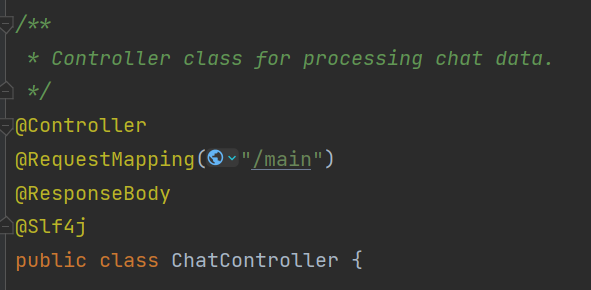 /**
* Controller class for processing chat data.
*/
@Controller
@RequestMapping("/main")
@ResponseBody
@Slf4j
public class ChatController {